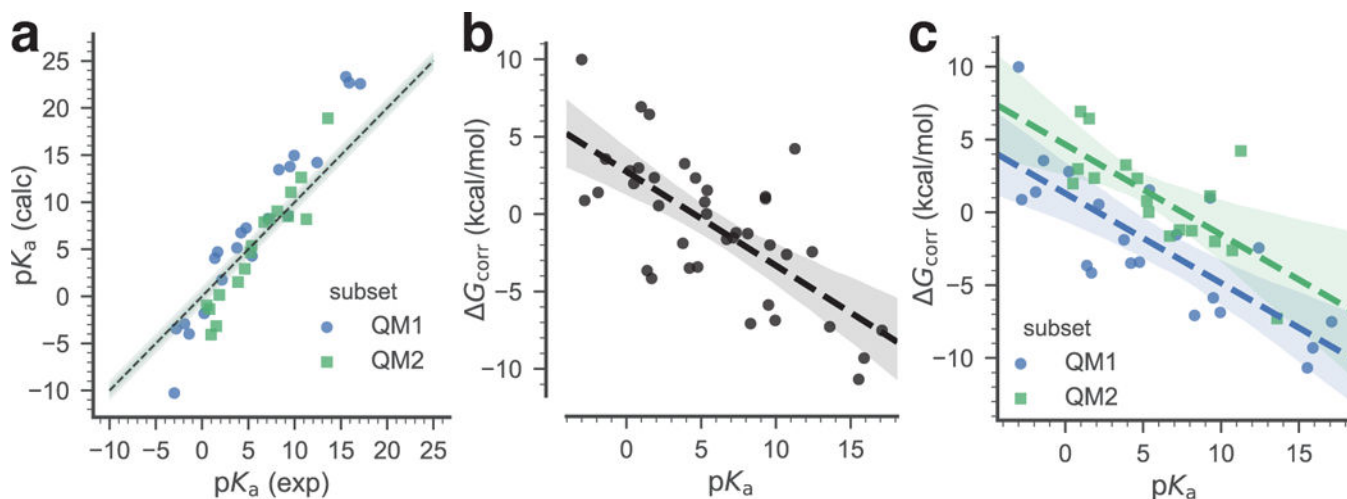 a
25
20
15
10
5
0
−5
−10
pKa (calc)
subset
QM1
QM2
−10 −5 0 5 10 15 20 25
pKa (exp)
b
10
5
0
−5
−10
ΔGcorr (kcal/mol)
0 5 10 15
pKa
c
10
5
0
−5
−10
ΔGcorr (kcal/mol)
subset
QM1
QM2
0 5 10 15
pKa